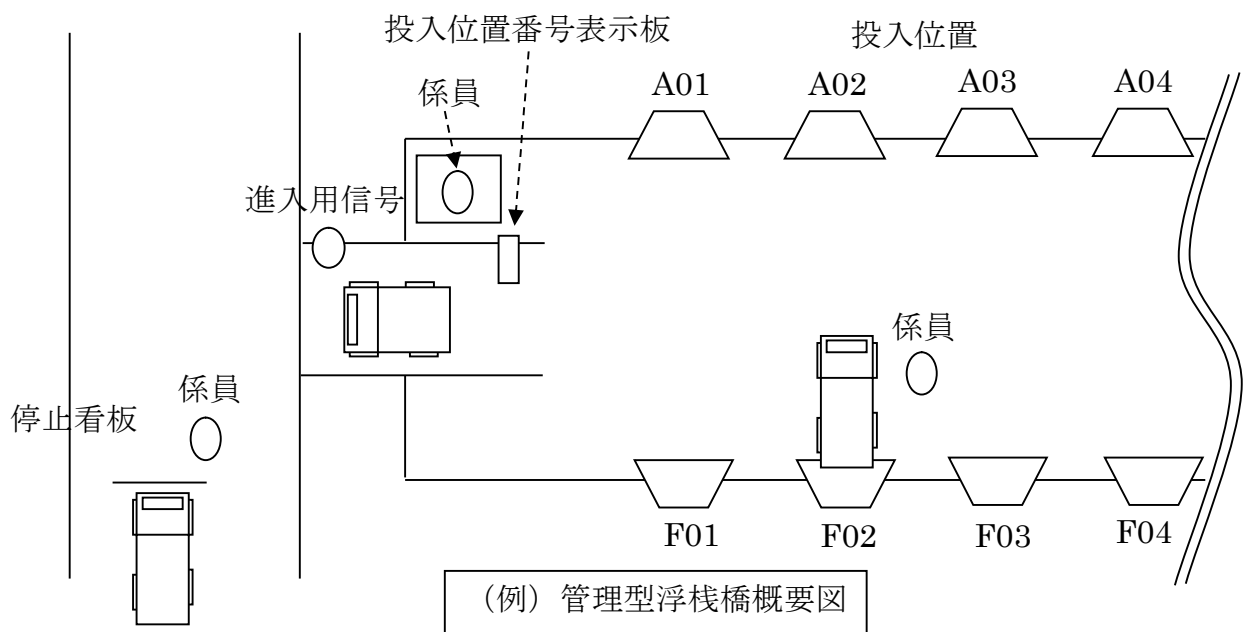 投入位置番号表示板
投入位置
係員
A01
A02
A03
A04
進入用信号
係員
係員
停止看板
F01
F02
F03
F04
(例)管理型浮桟橋概要図